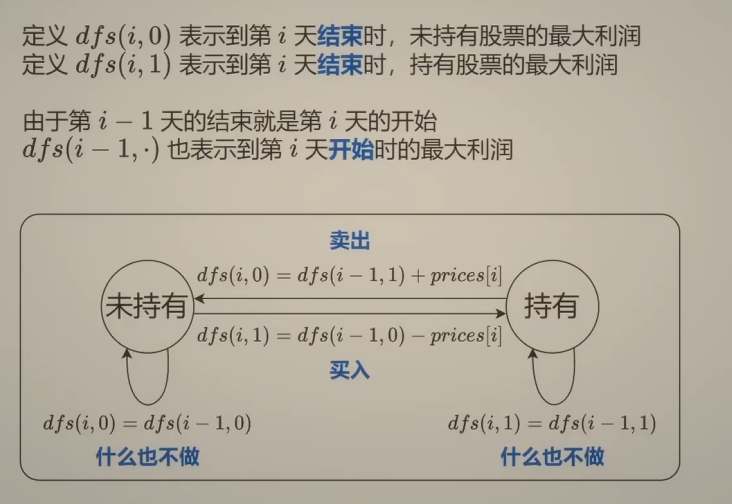 定义 dfs(i,0) 表示到第 i 天结束时，未持有股票的最大利润
定义 dfs(i,1) 表示到第 i 天结束时，持有股票的最大利润
由于第 i − 1 天的结束就是第 i 天的开始
dfs(i − 1,·) 也表示到第 i 天开始时的最大利润
卖出
dfs(i,0) = dfs(i − 1,1) + prices[i]
未持有
持有
dfs(i,1) = dfs(i − 1,0) − prices[i]
买入
dfs(i,0) = dfs(i − 1,0)
dfs(i,1) = dfs(i − 1,1)
什么也不做
什么也不做